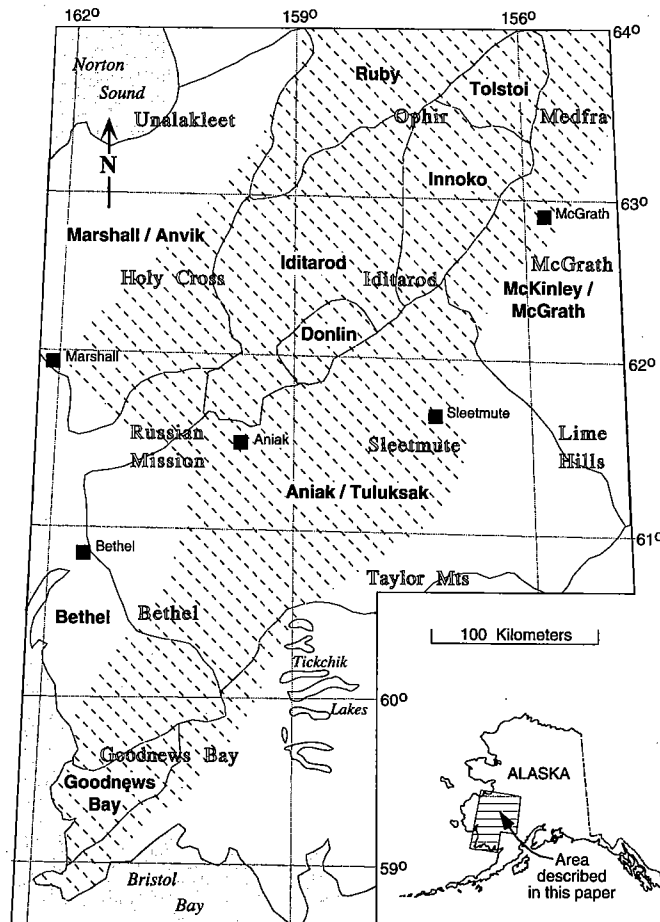 162°
159°
156°
64°
Norton
Sound
Unalakleet
N
Ruby
Tolstoi
Ophir
Medfra
Innoko
63°
McGrath
Marshall / Anvik
Holy Cross
Iditarod
Iditarod
McGrath
McKinley /
McGrath
Donlin
Marshall
62°
Russian
Mission
Aniak
Sleetmute
Sleetmute
Lime
Hills
Aniak / Tuluksak
61°
Bethel
Taylor Mts
Bethel
Bethel
100 Kilometers
Tickchik
Lakes
60°
Goodnews Bay
Goodnews
Bay
ALASKA
59°
Bristol
Bay
Area
described
in this paper